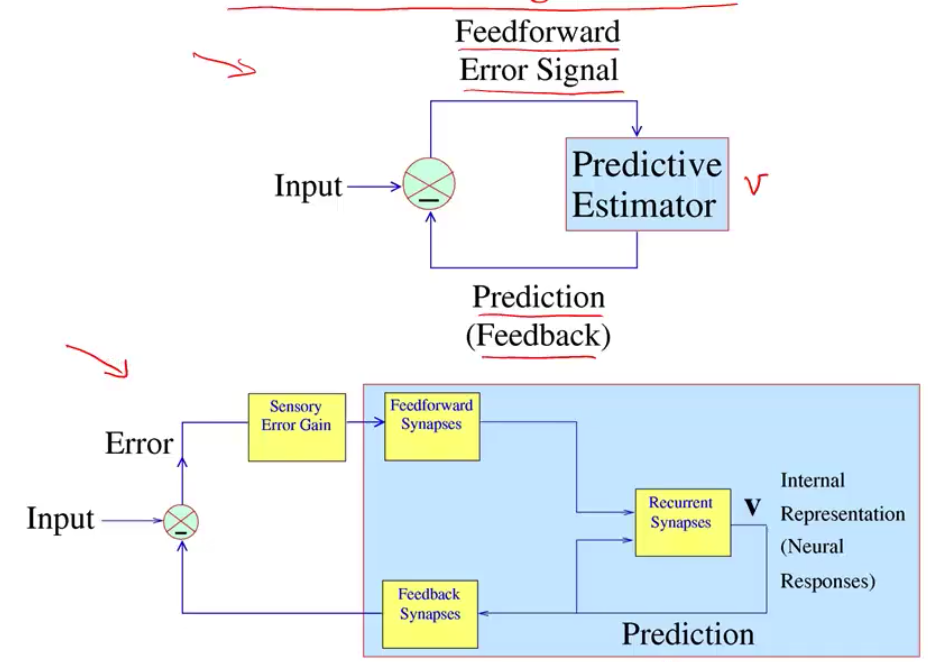 Feedforward
Error Signal
Input
Predictive
Estimator
v
Prediction
(Feedback)
Sensory
Error Gain
Feedforward
Synapses
Error
Input
Recurrent
Synapses
v
Internal
Representation
(Neural
Responses)
Feedback
Synapses
Prediction